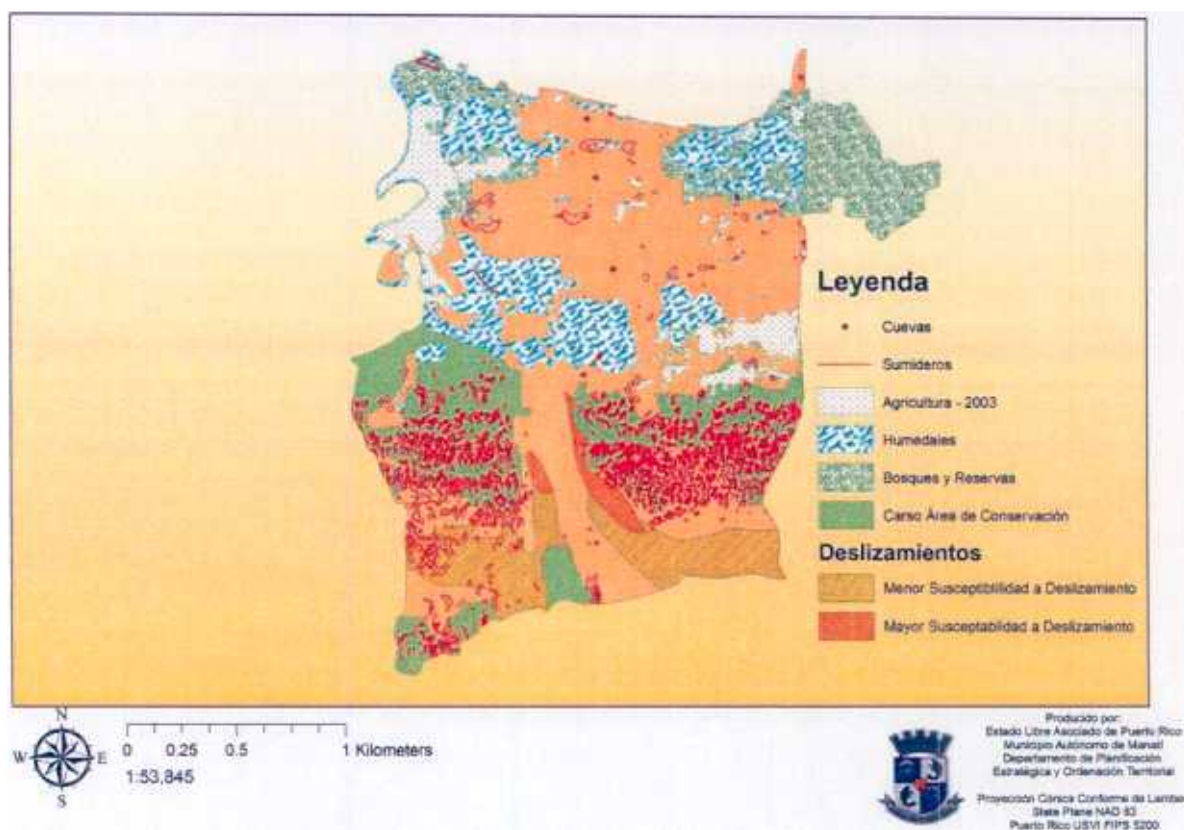 Leyenda
Cuevas
Sumideros
Agricultura - 2003
Humedales
Bosques y Reservas
Carso Área de Conservación
Deslizamientos
Menor Susceptiblilidad a Deslizamiento
Mayor Susceptabilidad a Deslizamiento
N
W E
S
0 0.25 0.5 1 Kilometers
1:53,845
Producido por:
Estado Libre Asociado de Puerto Rico
Municipio Autónomo de Manatí
Departamento de Planificación
Estratégica y Ordenación Territorial
Proyección Cónica Conforme de Lambert
State Plane NAD 83
Puerto Rico USVI FIPS 5200